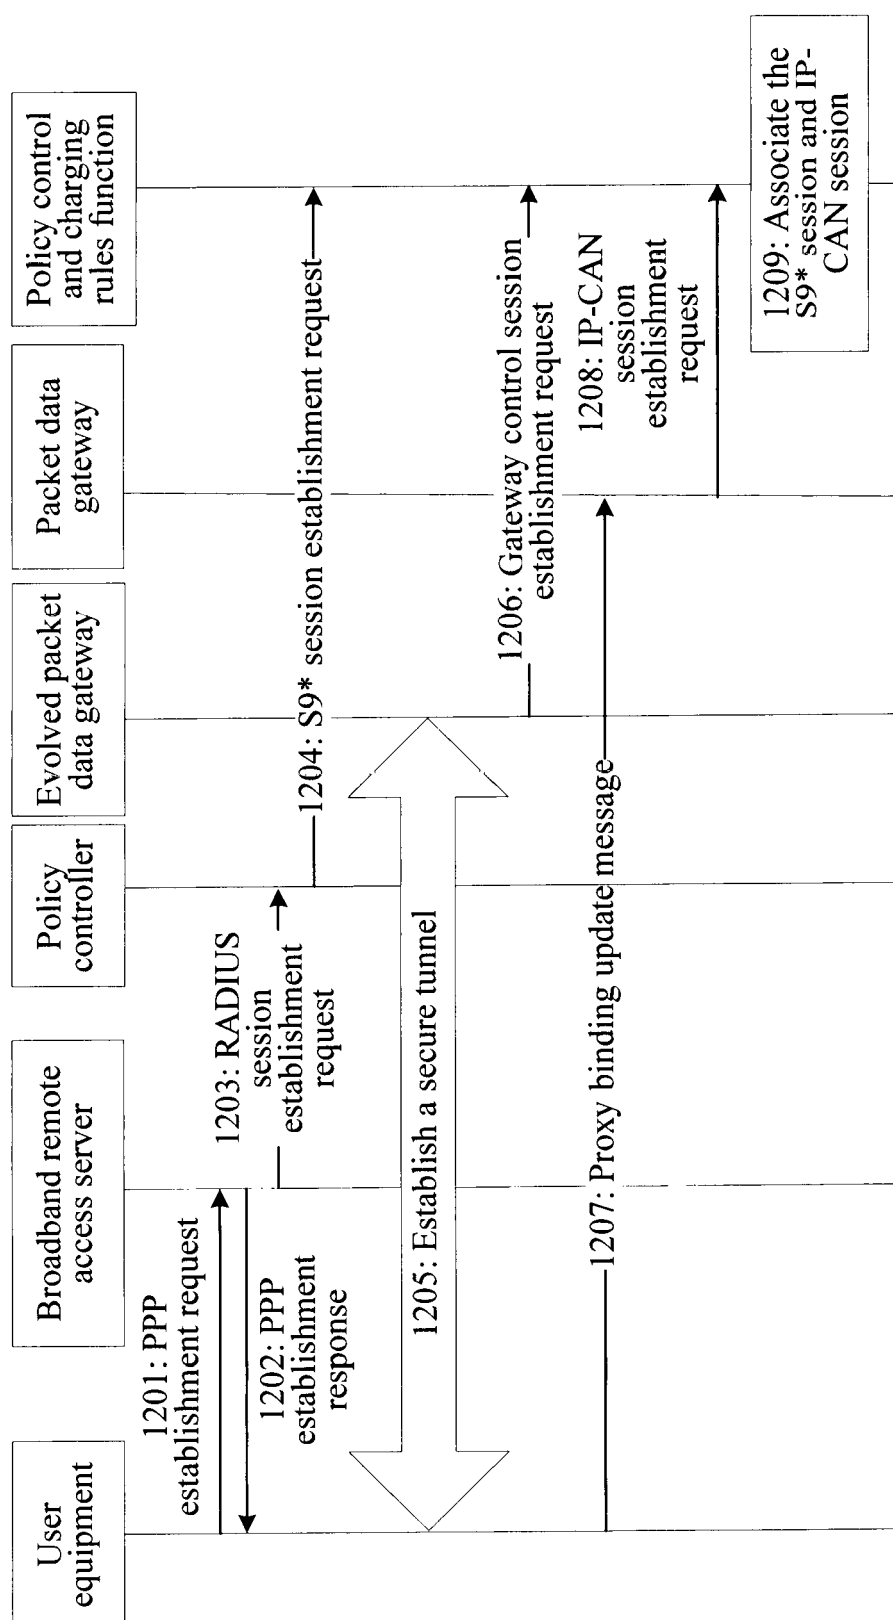 User
equipment
Broadband remote
access server
Policy
controller
Evolved packet
data gateway
Packet data
gateway
Policy control
and charging
rules function
1201: PPP
establishment request
1202: PPP
establishment
response
1203: RADIUS
session
establishment
request
1204: S9* session establishment request
1205: Establish a secure tunnel
1206: Gateway control session
establishment request
1207: Proxy binding update message
1208: IP-CAN
session
establishment
request
1209: Associate the
S9* session and IP-
CAN session